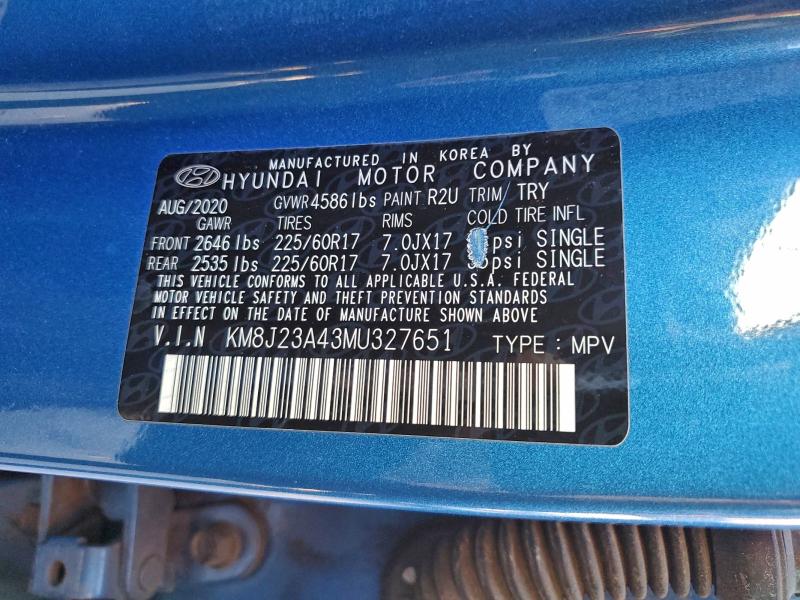 MANUFACTURED IN KOREA BY
HYUNDAI MOTOR COMPANY
AUG/2020 GVWR 4586 lbs PAINT R2U TRIM/ TRY
GAWR TIRES RIMS COLD TIRE INFL
FRONT 2646 lbs 225/60R17 7.0JX17 psi SINGLE
REAR 2535 lbs 225/60R17 7.0JX17 psi SINGLE
THIS VEHICLE CONFORMS TO ALL APPLICABLE U.S.A. FEDERAL
MOTOR VEHICLE SAFETY AND THEFT PREVENTION STANDARDS
IN EFFECT ON THE DATE OF MANUFACTURE SHOWN ABOVE
V.I.N KM8J23A43MU327651 TYPE : MPV